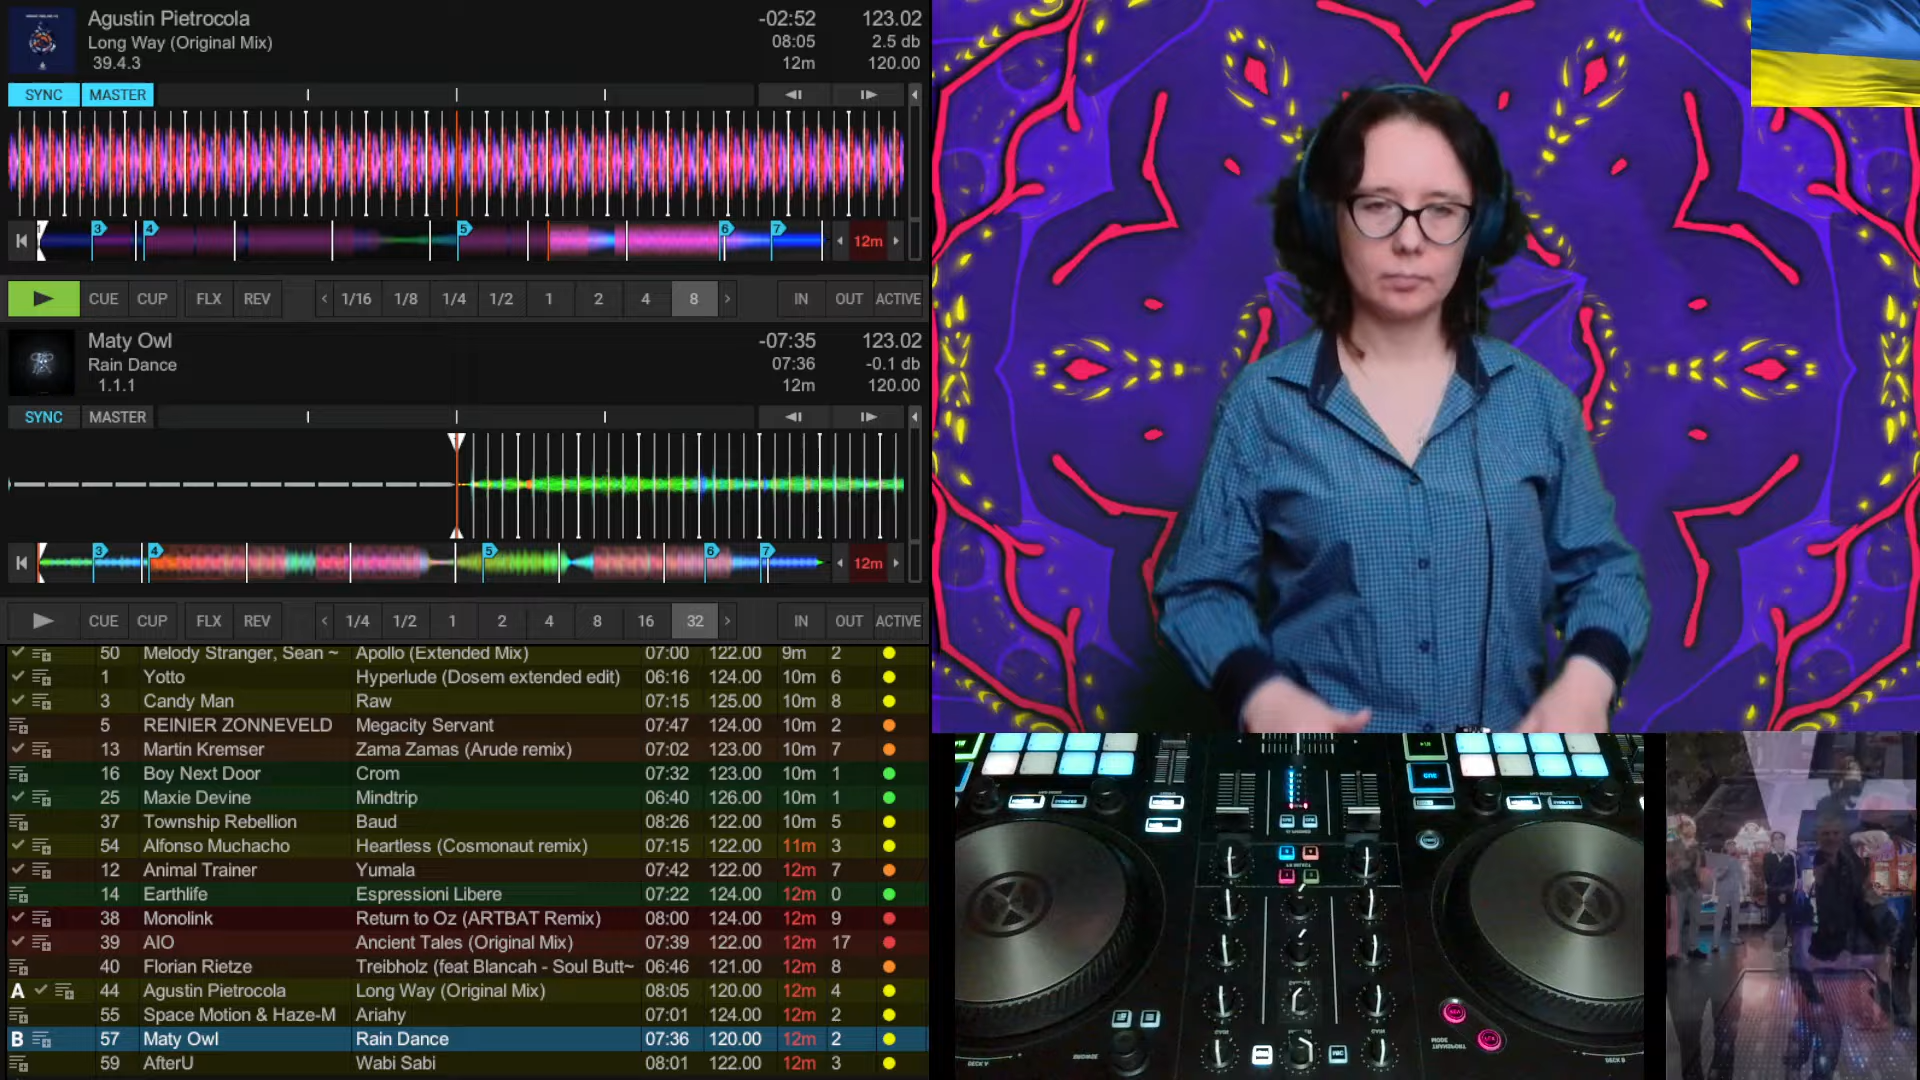 Agustin Pietrocola -02:52 123.02
Long Way (Original Mix) 08:05 2.5 db
39.4.3 12m 120.00
SYNC MASTER
3 4 5 6 7 12m
CUE CUP FLX REV 1/16 1/8 1/4 1/2 1 2 4 8 IN OUT ACTIVE
Maty Owl -07:35 123.02
Rain Dance 07:36 -0.1 db
1.1.1 12m 120.00
SYNC MASTER
3 4 5 6 7 12m
CUE CUP FLX REV 1/4 1/2 1 2 4 8 16 32 IN OUT ACTIVE
50 Melody Stranger, Sean ~ Apollo (Extended Mix) 07:00 122.00 9m 2
1 Yotto Hyperlude (Dosem extended edit) 06:16 124.00 10m 6
3 Candy Man Raw 07:15 125.00 10m 8
5 REINIER ZONNEVELD Megacity Servant 07:47 124.00 10m 2
13 Martin Kremser Zama Zamas (Arude remix) 07:02 123.00 10m 7
16 Boy Next Door Crom 07:32 123.00 10m 1
25 Maxie Devine Mindtrip 06:40 126.00 10m 1
37 Township Rebellion Baud 08:26 122.00 10m 5
54 Alfonso Muchacho Heartless (Cosmonaut remix) 07:15 122.00 11m 3
12 Animal Trainer Yumala 07:42 122.00 12m 7
14 Earthlife Espressioni Libere 07:22 124.00 12m 0
38 Monolink Return to Oz (ARTBAT Remix) 08:00 124.00 12m 9
39 AIO Ancient Tales (Original Mix) 07:39 122.00 12m 17
40 Florian Rietze Treibholz (feat Blancah - Soul Butt~ 06:46 121.00 12m 8
A 44 Agustin Pietrocola Long Way (Original Mix) 08:05 120.00 12m 4
55 Space Motion & Haze-M Ariahy 07:01 124.00 12m 2
B 57 Maty Owl Rain Dance 07:36 120.00 12m 2
59 AfterU Wabi Sabi 08:01 122.00 12m 3